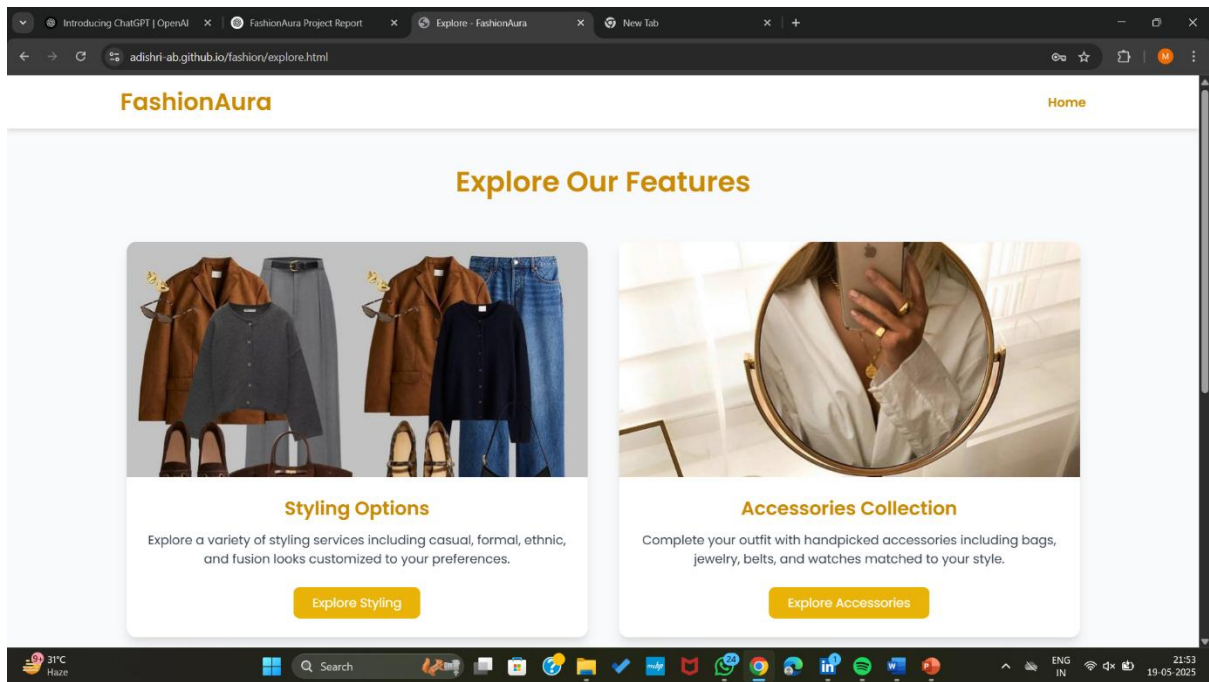 Introducing ChatGPT | OpenAI
FashionAura Project Report
Explore - FashionAura
New Tab
adishri-ab.github.io/fashion/explore.html
M
FashionAura
Home
Explore Our Features
Styling Options
Explore a variety of styling services including casual, formal, ethnic,
and fusion looks customized to your preferences.
Explore Styling
Accessories Collection
Complete your outfit with handpicked accessories including bags,
jewelry, belts, and watches matched to your style.
Explore Accessories
9+
31°C
Haze
Search
24
1
ENG
IN
21:53
19-05-2025